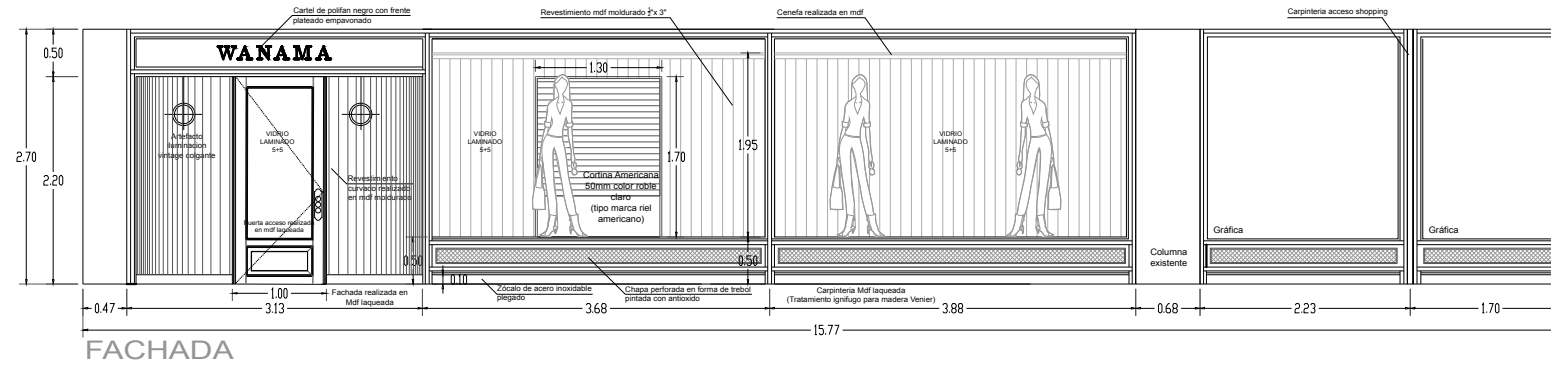 Cartel de polifan negro con frente
plateado empavonado
Revestimiento mdf moldurado ½"x 3"
Cenefa realizada en mdf
Carpinteria acceso shopping
0.50
WANAMA
1.30
2.70
2.20
Artefacto
iluminacion
vintage colgante
VIDRIO
LAMINADO
5+5
VIDRIO
LAMINADO
5+5
1.70
1.95
VIDRIO
LAMINADO
5+5
Revestimiento
curvado realizado
en mdf moldurado
Cortina Americana
50mm color roble
claro
(tipo marca riel
americano)
Puerta acceso realizada
en mdf laqueada
Gráfica
Gráfica
0.50
0.50
Columna
existente
0.10
1.00
Fachada realizada en
Mdf laqueada
Zócalo de acero inoxidable
plegado
Chapa perforada en forma de trebol
pintada con antioxido
Carpinteria Mdf laqueada
(Tratamiento ignifugo para madera Venier)
0.47
3.13
3.68
3.88
0.68
2.23
1.70
15.77
FACHADA